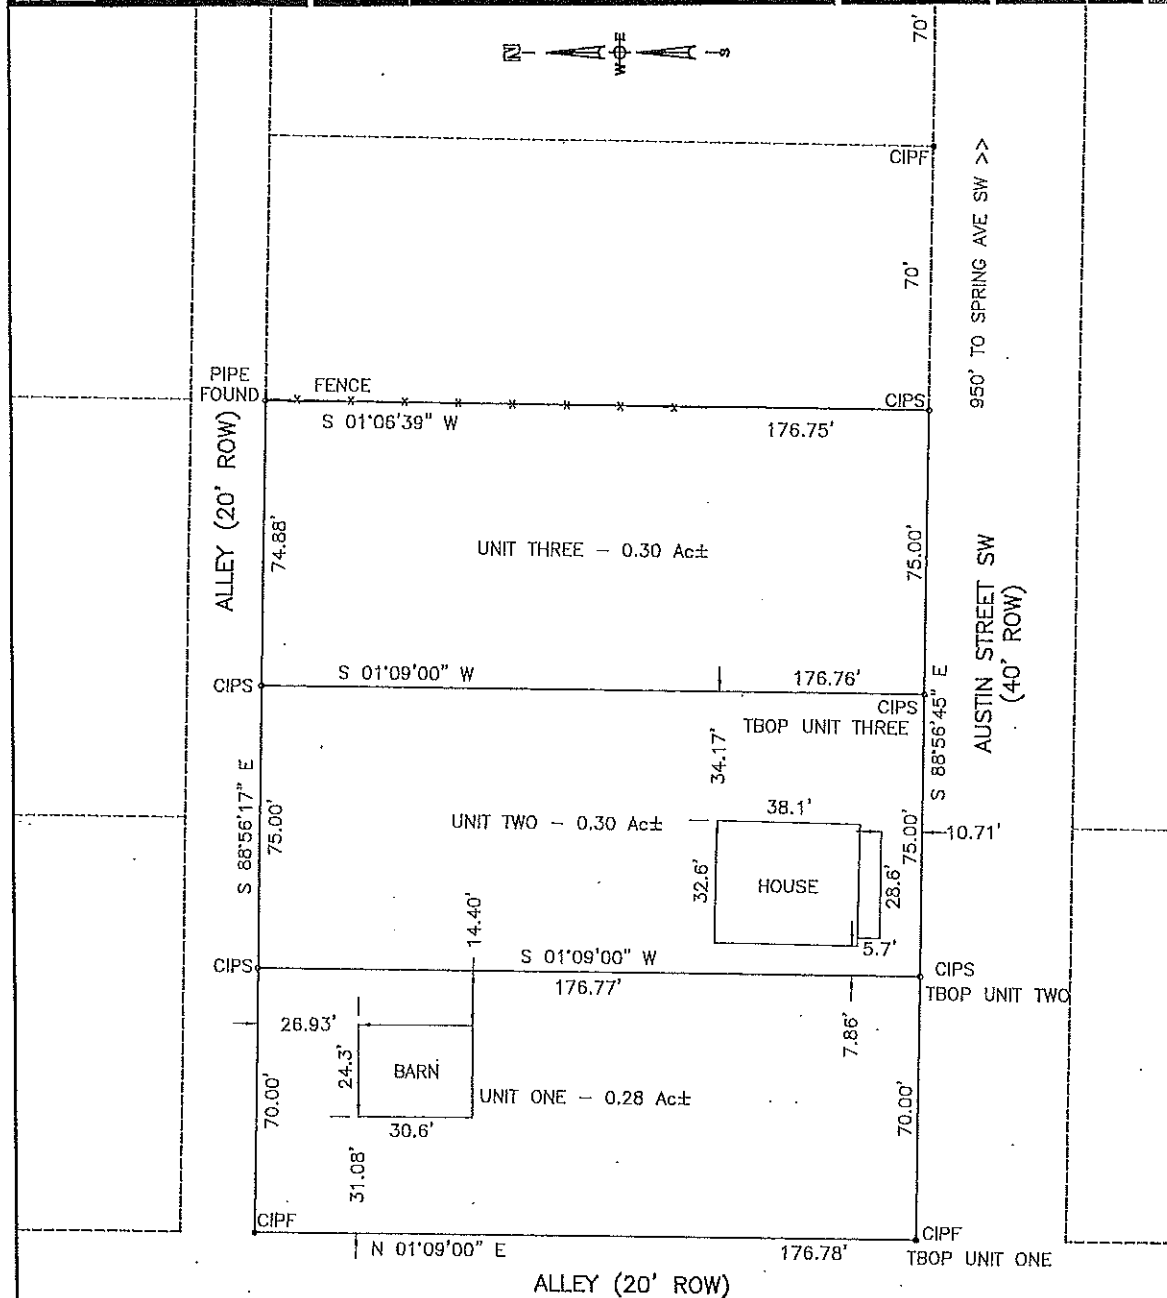 70'
N
W
E
S
CIPF
950' TO SPRING AVE SW >>
70'
PIPE
FOUND
FENCE
CIPS
S 01°06'39" W
176.75'
ALLEY (20' ROW)
74.88'
UNIT THREE – 0.30 Ac±
75.00'
AUSTIN STREET SW
(40' ROW)
S 01°09'00" W
176.76'
CIPS
CIPS
TBOP UNIT THREE
S 88°56'45" E
34.17'
S 88°56'17" E
75.00'
UNIT TWO – 0.30 Ac±
38.1'
75.00'
10.71'
32.6'
HOUSE
28.6'
14.40'
5.7'
CIPS
S 01°09'00" W
176.77'
CIPS
TBOP UNIT TWO
26.93'
7.86'
24.3'
BARN
UNIT ONE – 0.28 Ac±
70.00'
70.00'
30.6'
31.08'
CIPF
N 01°09'00" E
176.78'
CIPF
TBOP UNIT ONE
ALLEY (20' ROW)